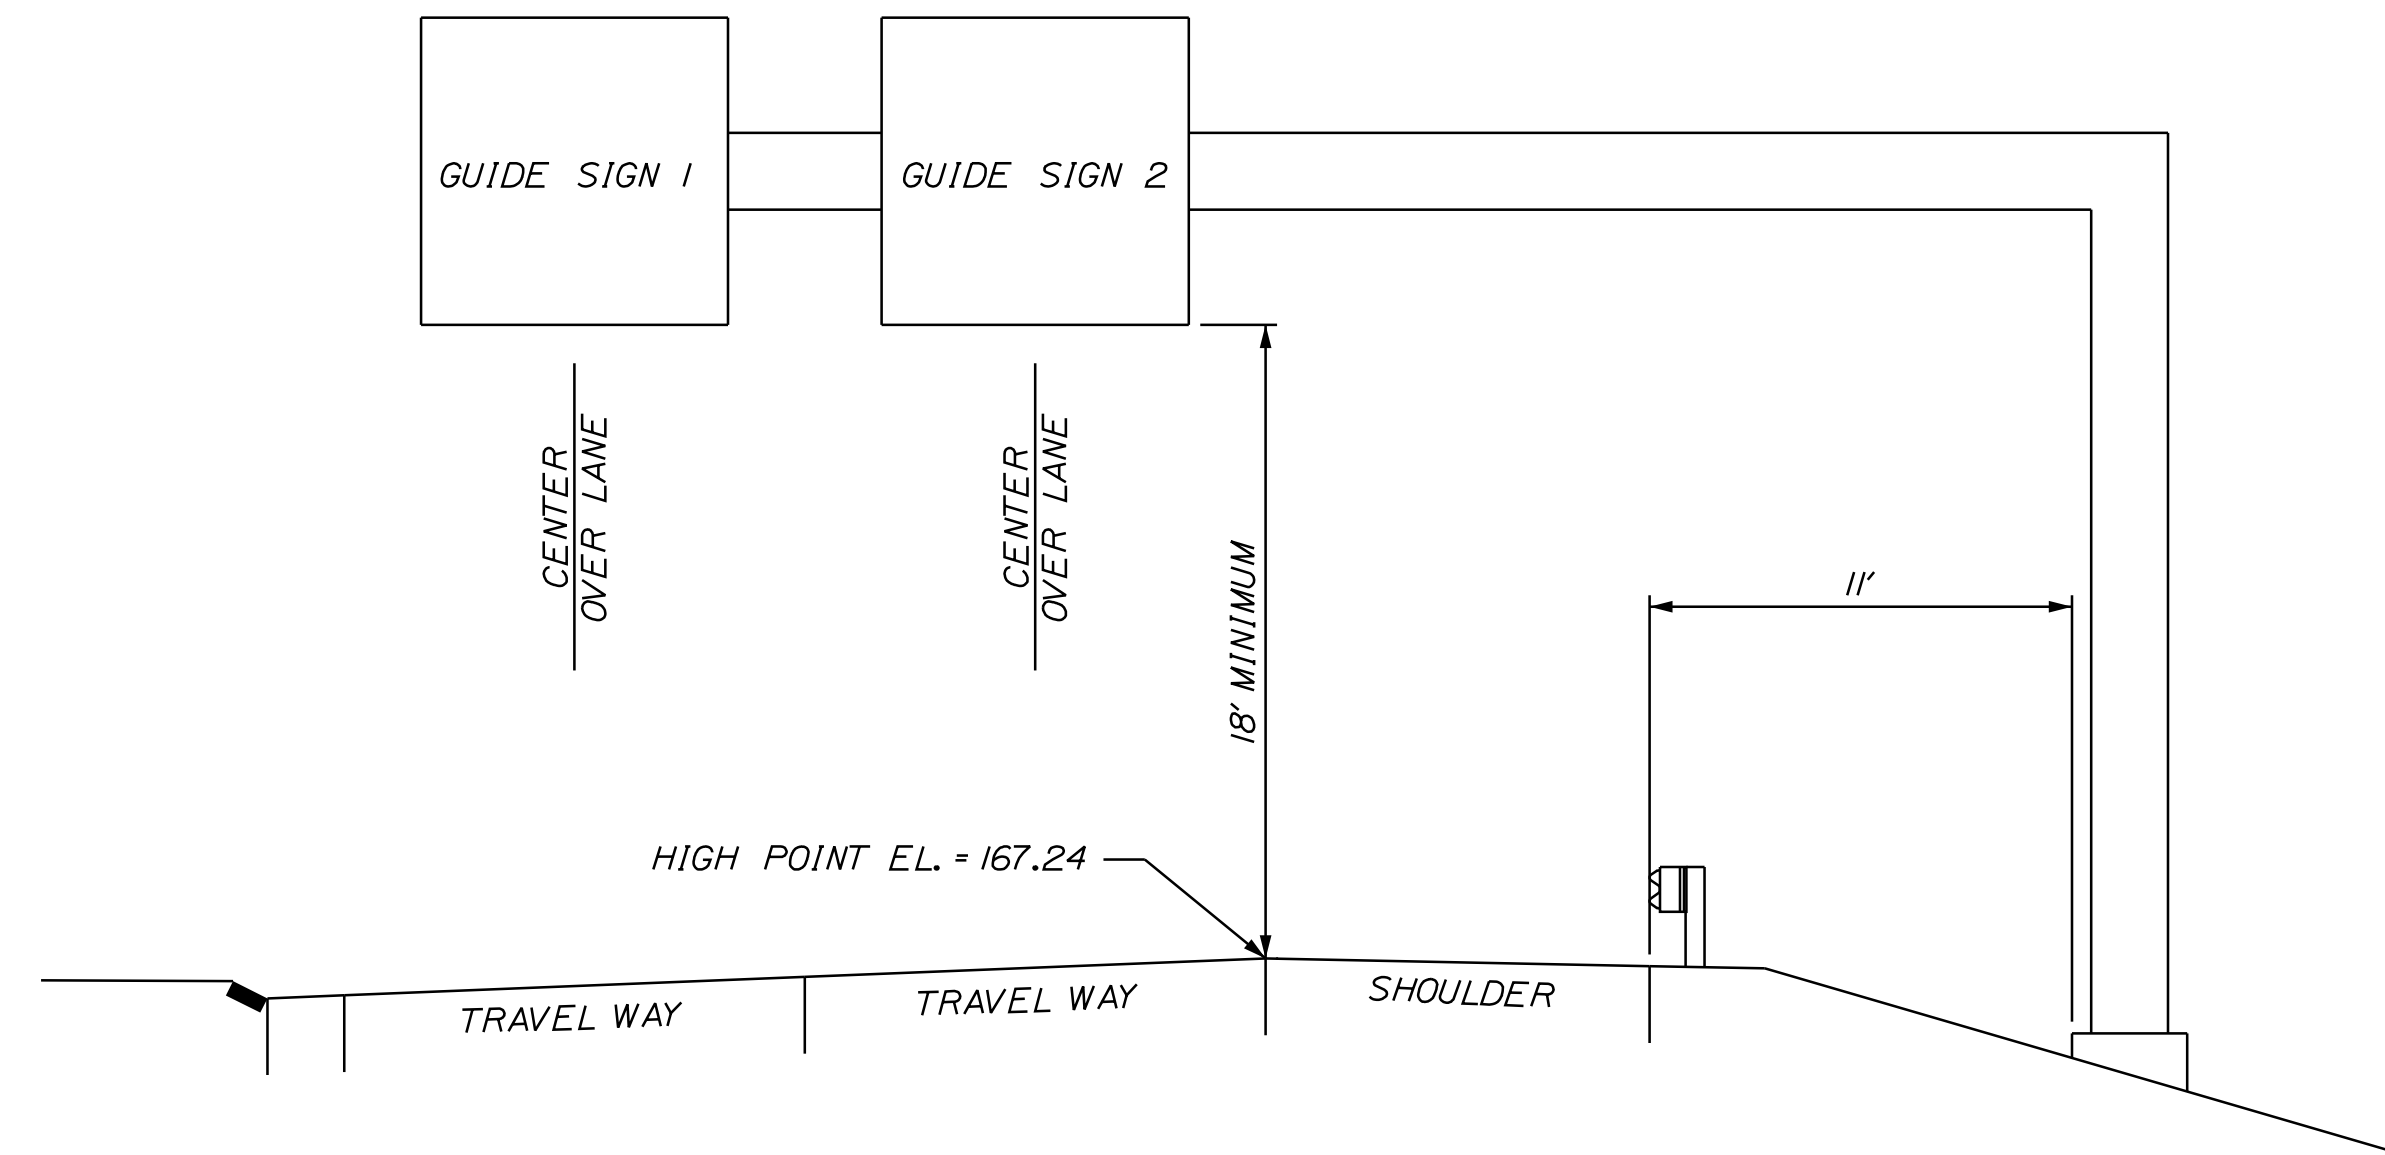 GUIDE SIGN 1
GUIDE SIGN 2
CENTER
OVER LANE
CENTER
OVER LANE
18' MINIMUM
11'
HIGH POINT EL. = 167.24
TRAVEL WAY
TRAVEL WAY
SHOULDER